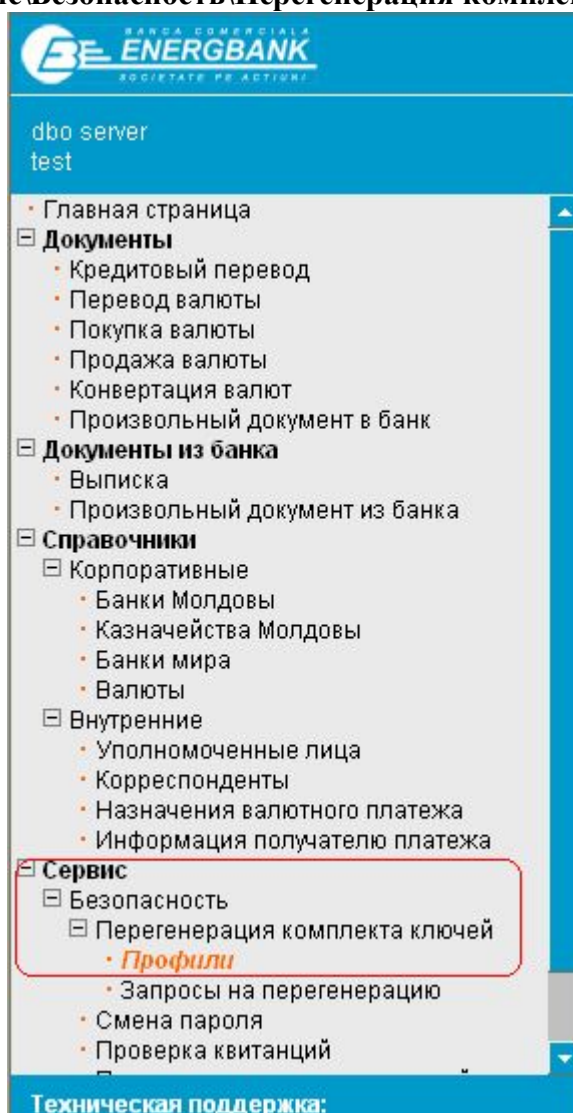 BANCA COMERCIALA
ENERGBANK
SOCIETATE PE ACTIUNI
dbo server
test
Главная страница
Документы
Кредитовый перевод
Перевод валюты
Покупка валюты
Продажа валюты
Конвертация валют
Произвольный документ в банк
Документы из банка
Выписка
Произвольный документ из банка
Справочники
Корпоративные
Банки Молдовы
Казначейства Молдовы
Банки мира
Валюты
Внутренние
Уполномоченные лица
Корреспонденты
Назначения валютного платежа
Информация получателю платежа
Сервис
Безопасность
Перегенерация комплекта ключей
Профили
Запросы на перегенерацию
Смена пароля
Проверка квитанций
Техническая поддержка: